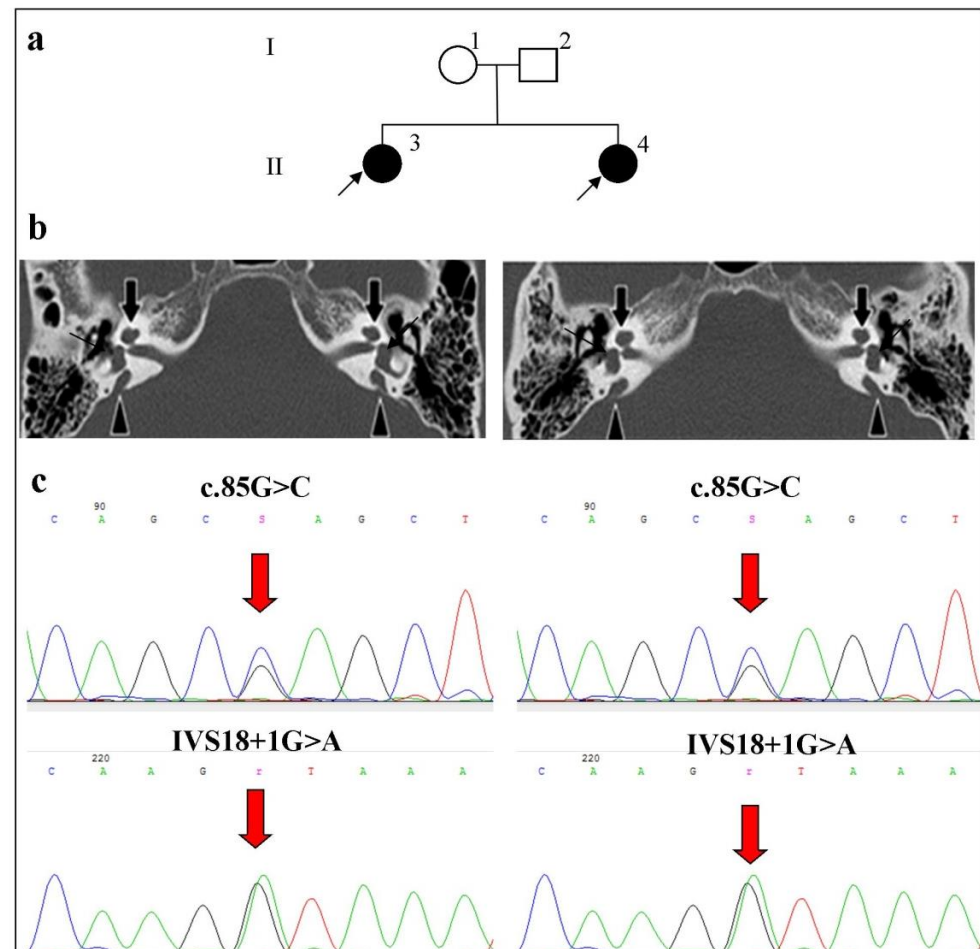 a
I
1
2
II
3
4
b
c
c.85G>C
c.85G>C
90
90
C A G C S A G C T
C A G C S A G C T
IVS18+1G>A
IVS18+1G>A
220
220
C A A G r T A A A
C A A G r T A A A